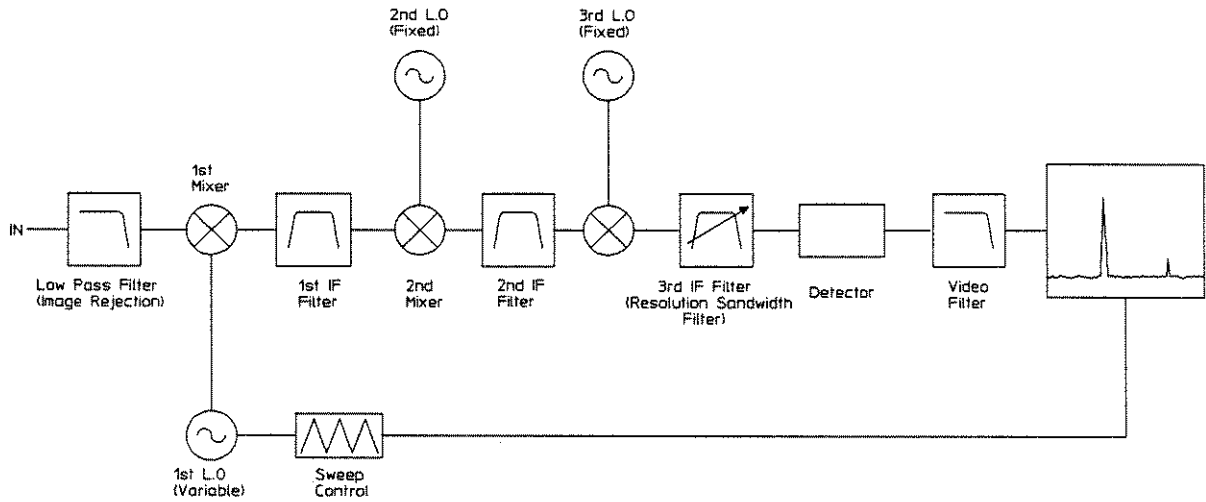 2nd L.O
(Fixed)
3rd L.O
(Fixed)
1st
Mixer
IN
Low Pass Filter
(Image Rejection)
1st IF
Filter
2nd
Mixer
2nd IF
Filter
3rd IF Filter
(Resolution Sandwidth
Filter)
Detector
Video
Filter
1st L.O
(Variable)
Sweep
Control